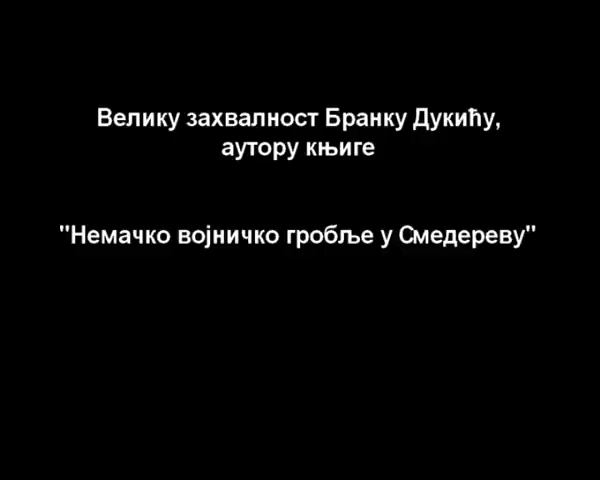 Велику захвалност Бранку Дукићу,
аутору књиге
"Немачко војничко гробље у Смедереву"